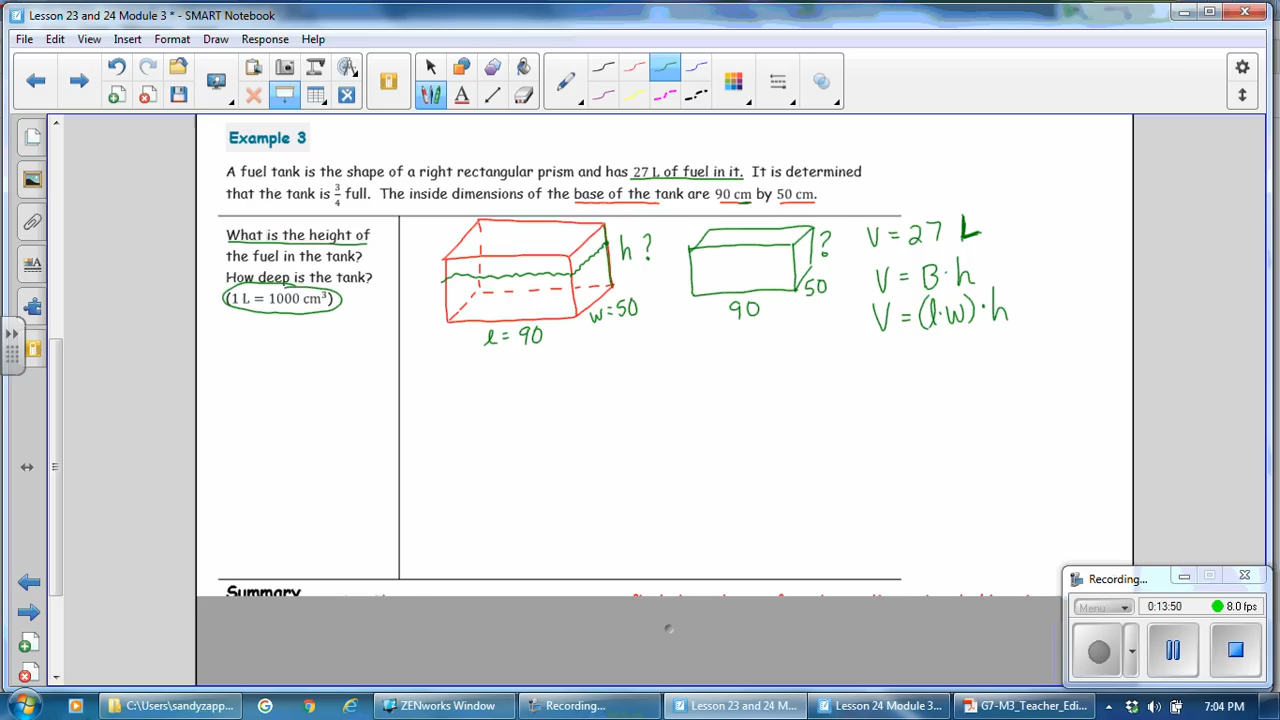 Lesson 23 and 24 Module 3 * - SMART Notebook
File Edit View Insert Format Draw Response Help
Example 3
A fuel tank is the shape of a right rectangular prism and has 27 L of fuel in it. It is determined
that the tank is 3/4 full. The inside dimensions of the base of the tank are 90 cm by 50 cm.
What is the height of
the fuel in the tank?
How deep is the tank?
(1 L = 1000 cm³)
h ?
w = 50
l = 90
?
50
90
V = 27 L
V = B · h
V = (l · w) · h
Summary
Recording...
Menu
0:13:50
8.0 fps
C:\Users\sandyzapp...
ZENworks Window
Recording...
Lesson 23 and 24 M...
Lesson 24 Module 3...
G7-M3_Teacher_Edi...
7:04 PM